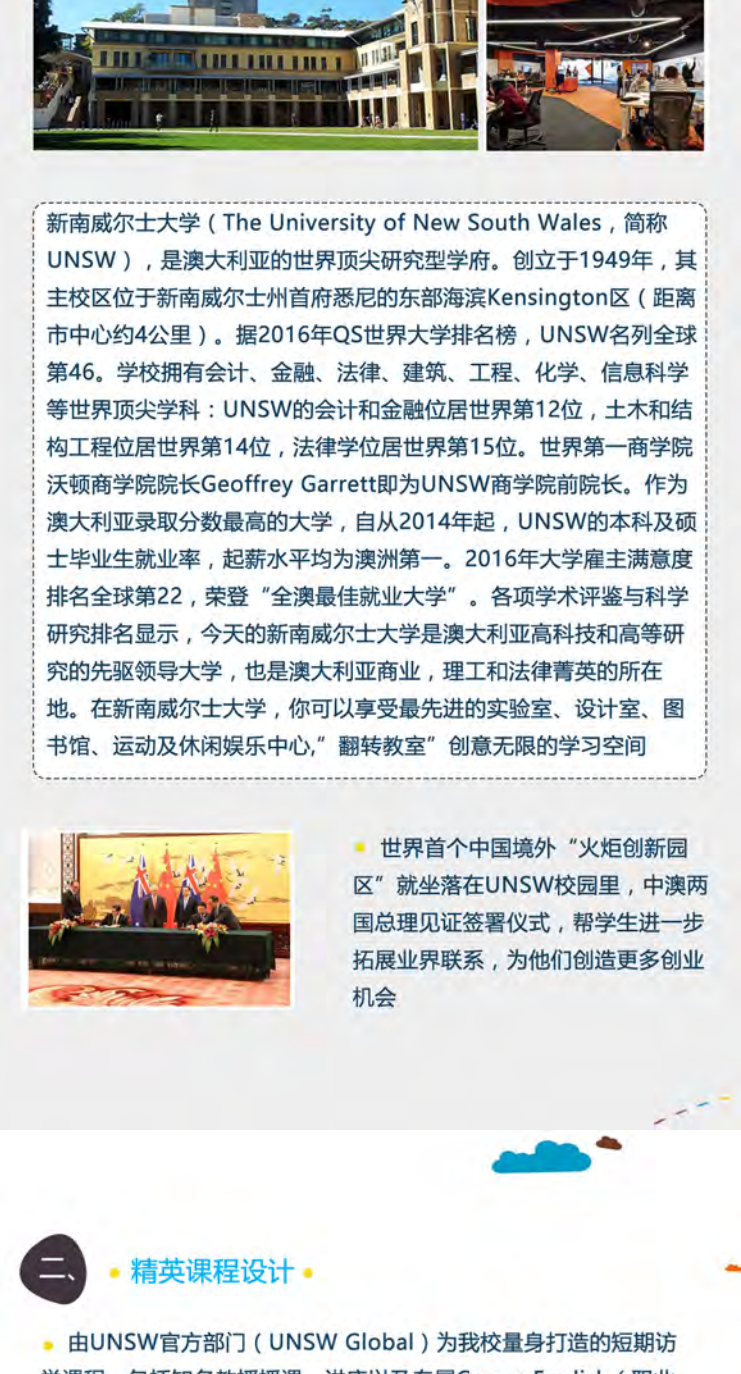 新南威尔士大学（The University of New South Wales，简称
UNSW），是澳大利亚的世界顶尖研究型学府。创立于1949年，其
主校区位于新南威尔士州首府悉尼的东部海滨Kensington区（距离
市中心约4公里）。据2016年QS世界大学排名榜，UNSW名列全球
第46。学校拥有会计、金融、法律、建筑、工程、化学、信息科学
等世界顶尖学科：UNSW的会计和金融位居世界第12位，土木和结
构工程位居世界第14位，法律学位居世界第15位。世界第一商学院
沃顿商学院院长Geoffrey Garrett即为UNSW商学院前院长。作为
澳大利亚录取分数最高的大学，自从2014年起，UNSW的本科及硕
士毕业生就业率，起薪水平均为澳洲第一。2016年大学雇主满意度
排名全球第22，荣登“全澳最佳就业大学”。各项学术评鉴与科学
研究排名显示，今天的新南威尔士大学是澳大利亚高科技和高等研
究的先驱领导大学，也是澳大利亚商业，理工和法律菁英的所在
地。在新南威尔士大学，你可以享受最先进的实验室、设计室、图
书馆、运动及休闲娱乐中心,”翻转教室”创意无限的学习空间
世界首个中国境外“火炬创新园
区”就坐落在UNSW校园里，中澳两
国总理见证签署仪式，帮学生进一步
拓展业界联系，为他们创造更多创业
机会
二、
精英课程设计
由UNSW官方部门（UNSW Global）为我校量身打造的短期访